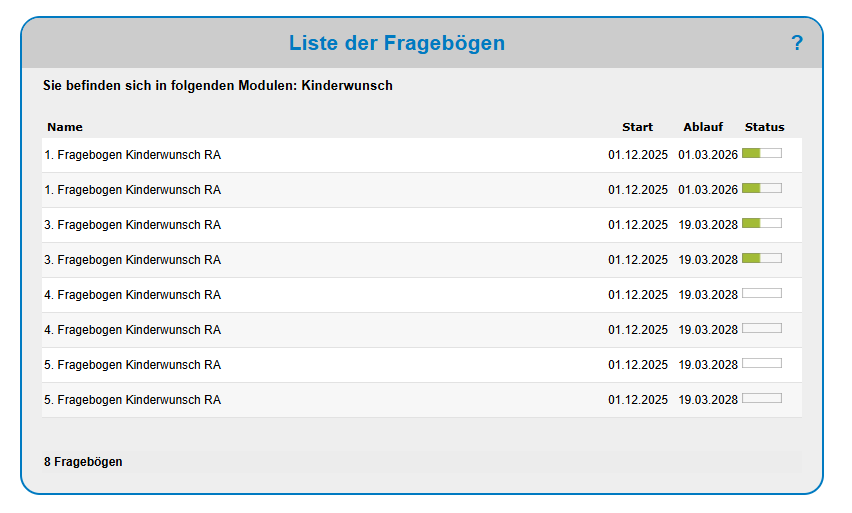 Liste der Fragebögen ?
Sie befinden sich in folgenden Modulen: Kinderwunsch
Name Start Ablauf Status
1. Fragebogen Kinderwunsch RA 01.12.2025 01.03.2026
1. Fragebogen Kinderwunsch RA 01.12.2025 01.03.2026
3. Fragebogen Kinderwunsch RA 01.12.2025 19.03.2028
3. Fragebogen Kinderwunsch RA 01.12.2025 19.03.2028
4. Fragebogen Kinderwunsch RA 01.12.2025 19.03.2028
4. Fragebogen Kinderwunsch RA 01.12.2025 19.03.2028
5. Fragebogen Kinderwunsch RA 01.12.2025 19.03.2028
5. Fragebogen Kinderwunsch RA 01.12.2025 19.03.2028
8 Fragebögen